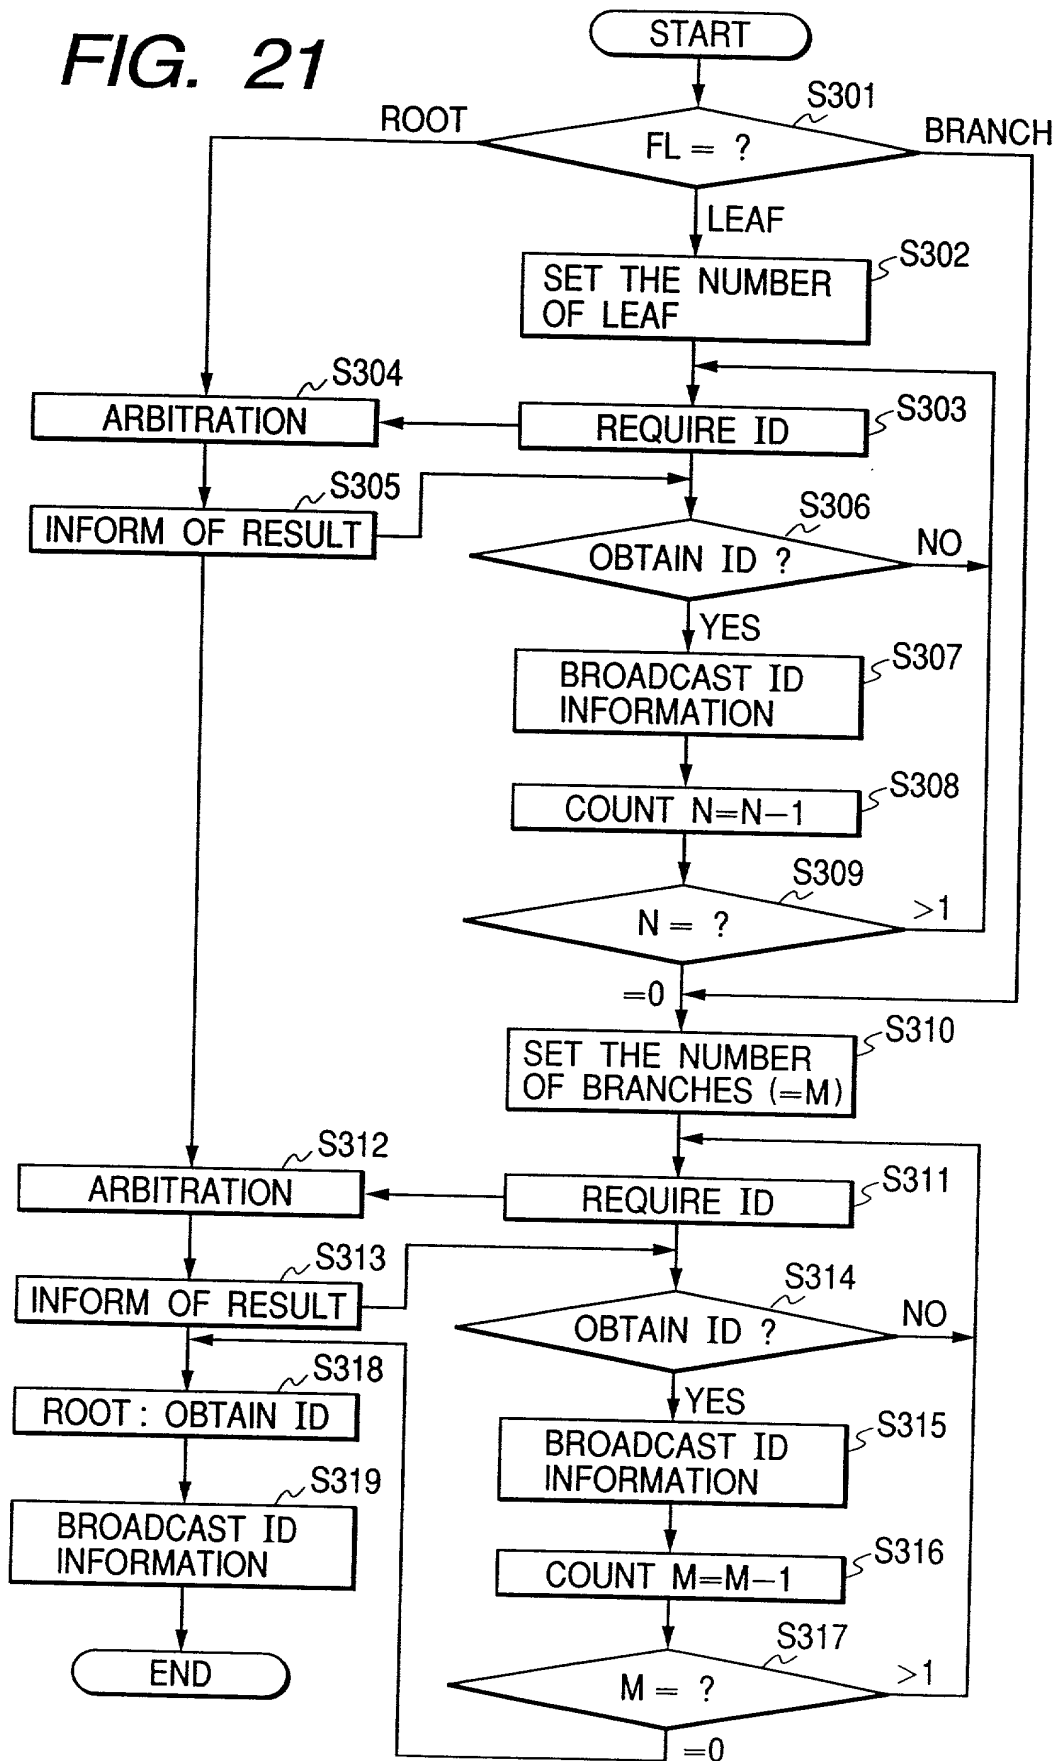 FIG. 21
START
S301
ROOT
FL = ?
BRANCH
LEAF
S302
SET THE NUMBER
OF LEAF
S304
ARBITRATION
S303
REQUIRE ID
S305
INFORM OF RESULT
S306
OBTAIN ID ?
NO
YES
S307
BROADCAST ID
INFORMATION
S308
COUNT N=N−1
S309
N = ?
>1
=0
S310
SET THE NUMBER
OF BRANCHES (=M)
S312
ARBITRATION
S311
REQUIRE ID
S313
INFORM OF RESULT
S314
OBTAIN ID ?
NO
S318
ROOT : OBTAIN ID
YES
S315
BROADCAST ID
INFORMATION
S319
BROADCAST ID
INFORMATION
S316
COUNT M=M−1
S317
END
M = ?
>1
=0